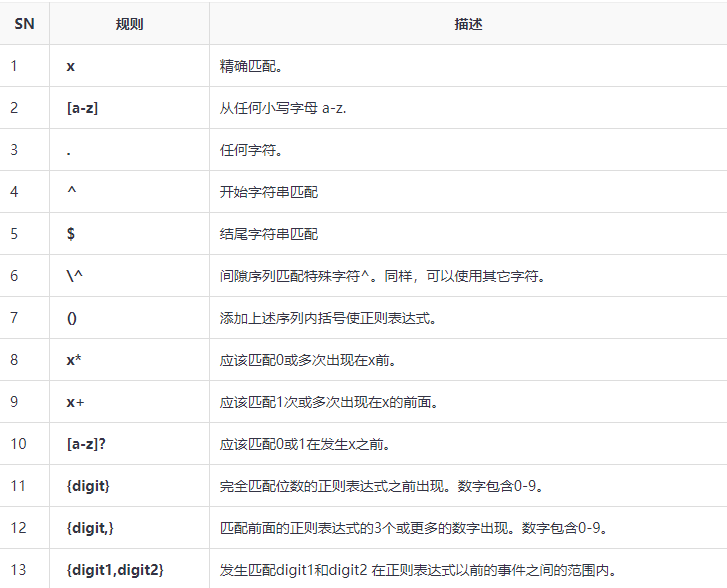 SN 规则 描述
1 x 精确匹配。
2 [a-z] 从任何小写字母 a-z.
3 . 任何字符。
4 ^ 开始字符串匹配
5 $ 结尾字符串匹配
6 \^ 间隙序列匹配特殊字符^。同样，可以使用其它字符。
7 () 添加上述序列内括号使正则表达式。
8 x* 应该匹配0或多次出现在x前。
9 x+ 应该匹配1次或多次出现在x的前面。
10 [a-z]? 应该匹配0或1在发生x之前。
11 {digit} 完全匹配位数的正则表达式之前出现。数字包含0-9。
12 {digit,} 匹配前面的正则表达式的3个或更多的数字出现。数字包含0-9。
13 {digit1,digit2} 发生匹配digit1和digit2 在正则表达式以前的事件之间的范围内。